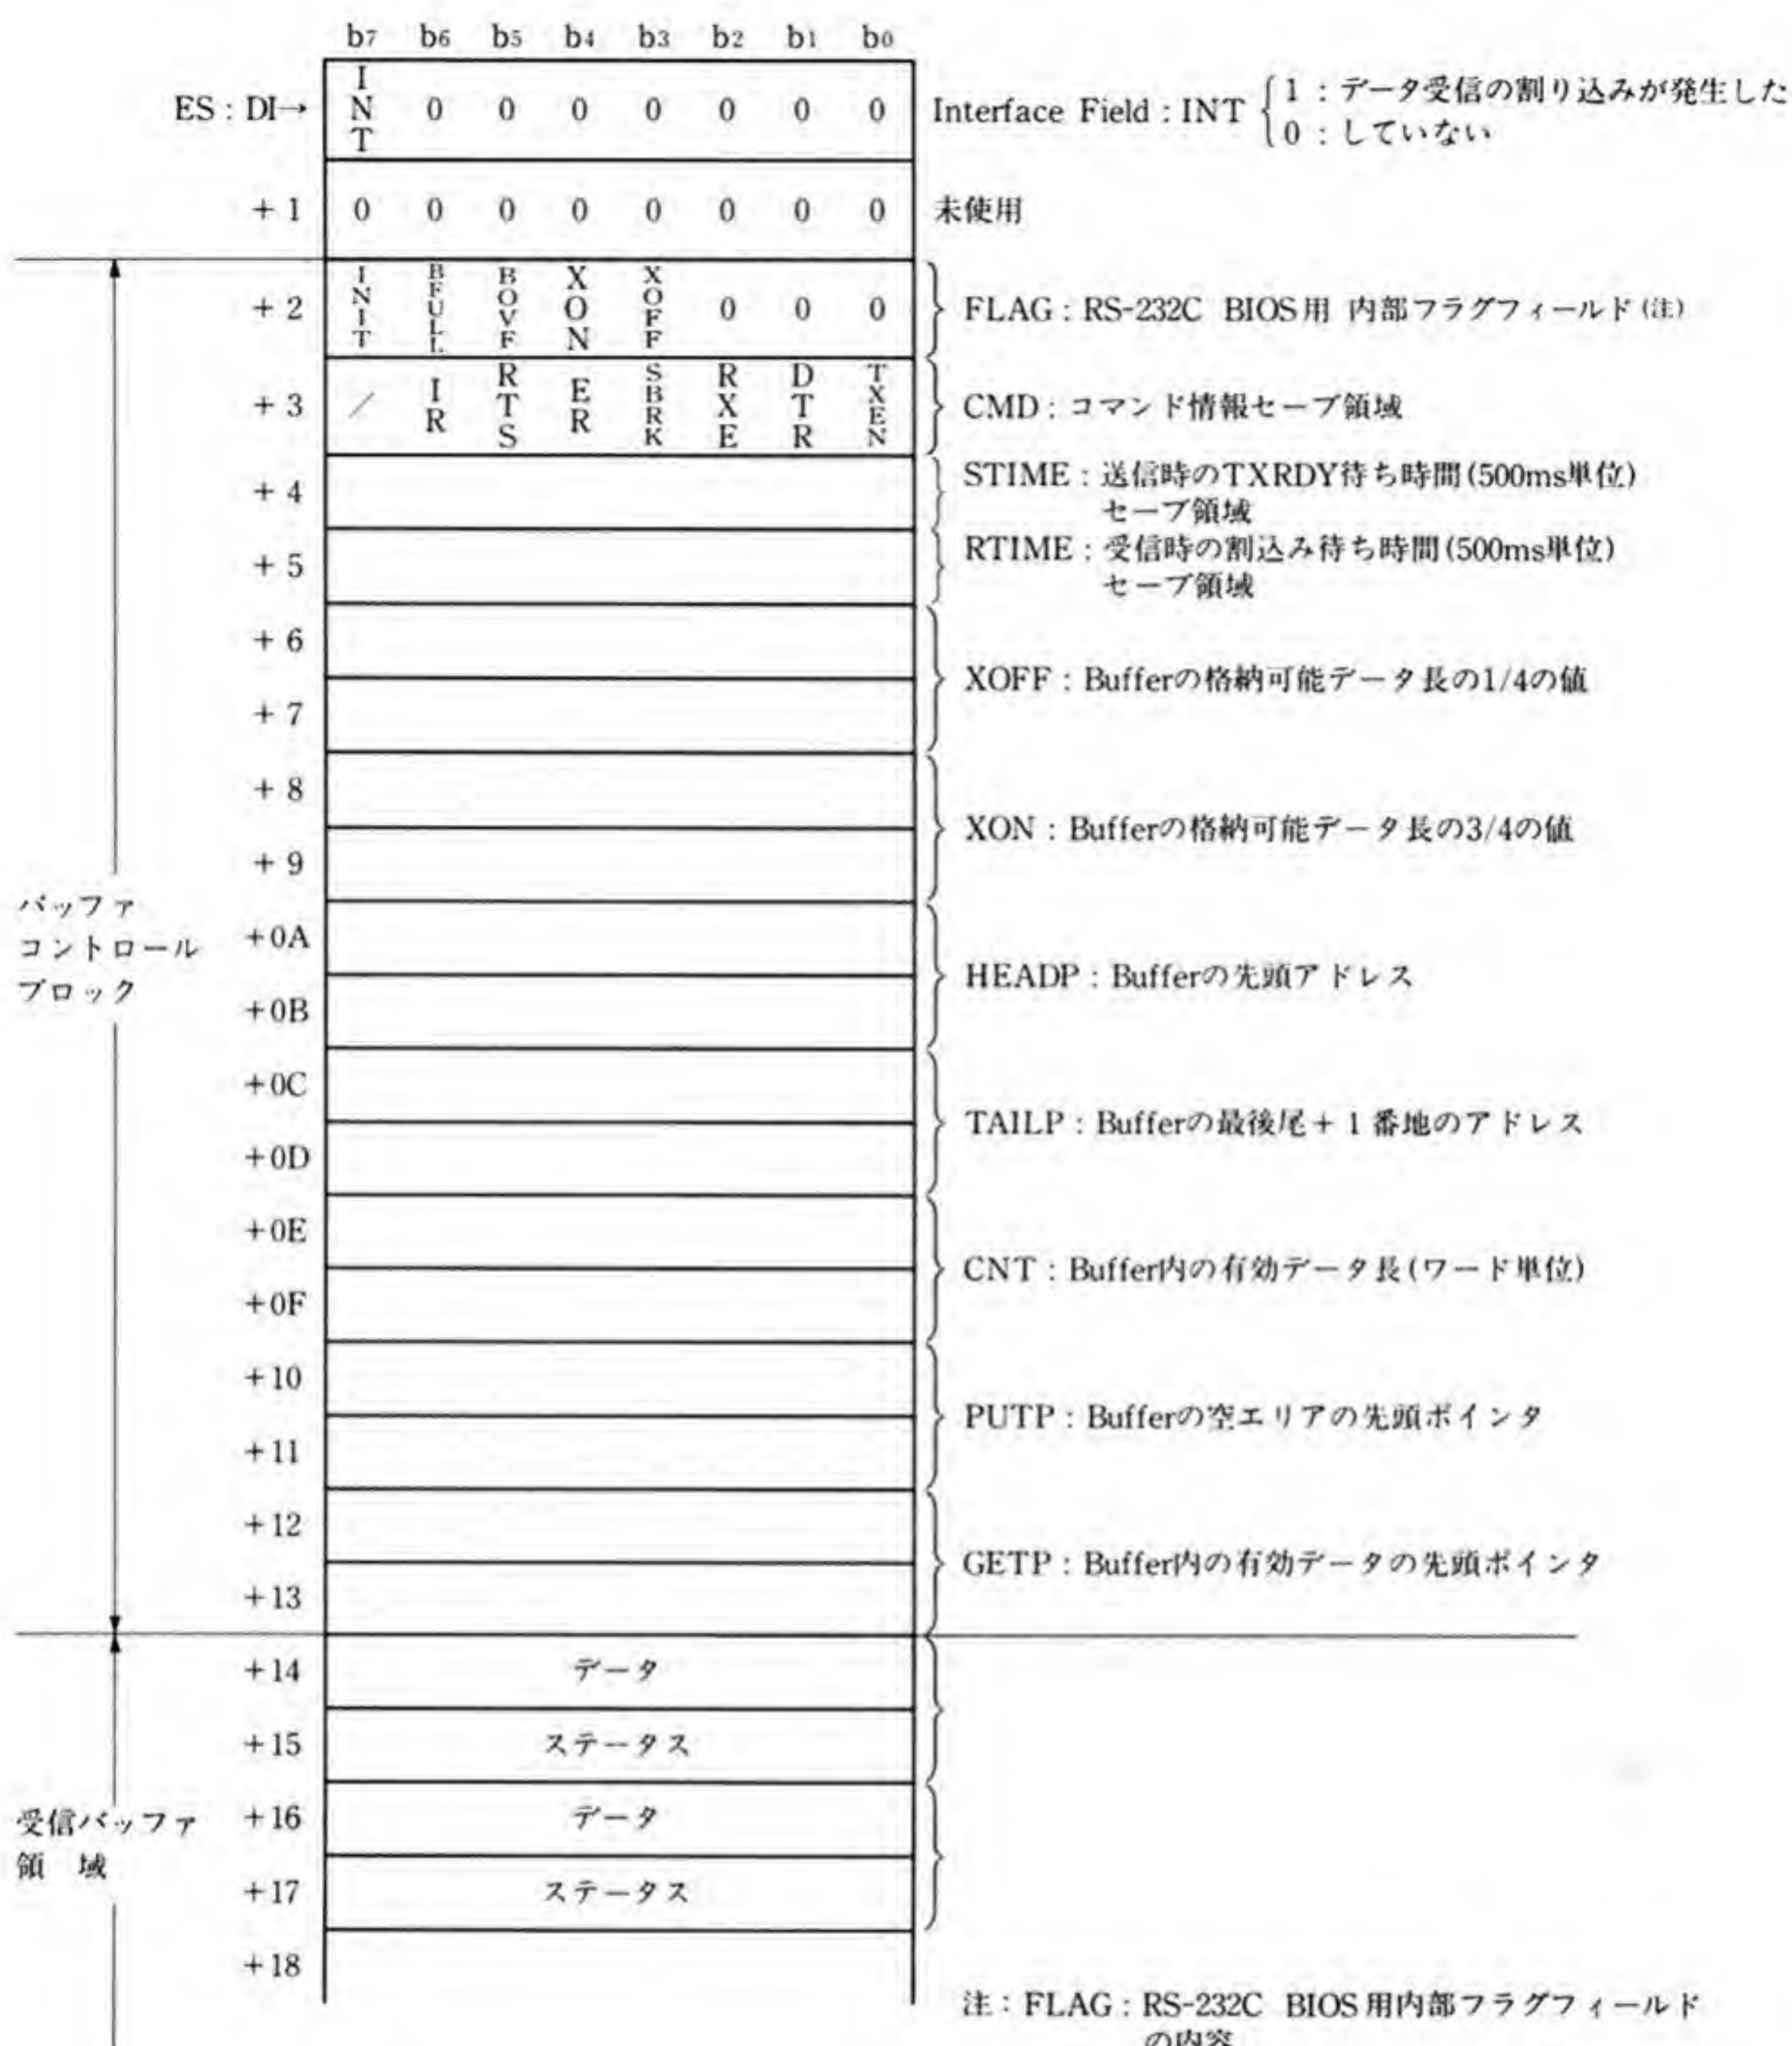 b7 b6 b5 b4 b3 b2 b1 b0
ES : DI→ INT 0 0 0 0 0 0 0 Interface Field : INT { 1 : データ受信の割り込みが発生した
0 : していない
+ 1 0 0 0 0 0 0 0 0 未使用
+ 2 INIT BFULL BOVF XON XOFF 0 0 0 FLAG : RS-232C BIOS用 内部フラグフィールド (注)
+ 3 / IR RTS ER SBRK RXE DTR TXEN CMD : コマンド情報セーブ領域
+ 4 STIME : 送信時のTXRDY待ち時間(500ms単位)
セーブ領域
+ 5 RTIME : 受信時の割込み待ち時間(500ms単位)
セーブ領域
+ 6
XOFF : Bufferの格納可能データ長の1/4の値
+ 7
+ 8
XON : Bufferの格納可能データ長の3/4の値
+ 9
バッファ
コントロール
ブロック
+0A
HEADP : Bufferの先頭アドレス
+0B
+0C
TAILP : Bufferの最後尾+ 1 番地のアドレス
+0D
+0E
CNT : Buffer内の有効データ長(ワード単位)
+0F
+10
PUTP : Bufferの空エリアの先頭ポインタ
+11
+12
GETP : Buffer内の有効データの先頭ポインタ
+13
+14 データ
+15 ステータス
受信バッファ
領 域
+16 データ
+17 ステータス
+18
注 : FLAG : RS-232C BIOS用内部フラグフィールド
の内容